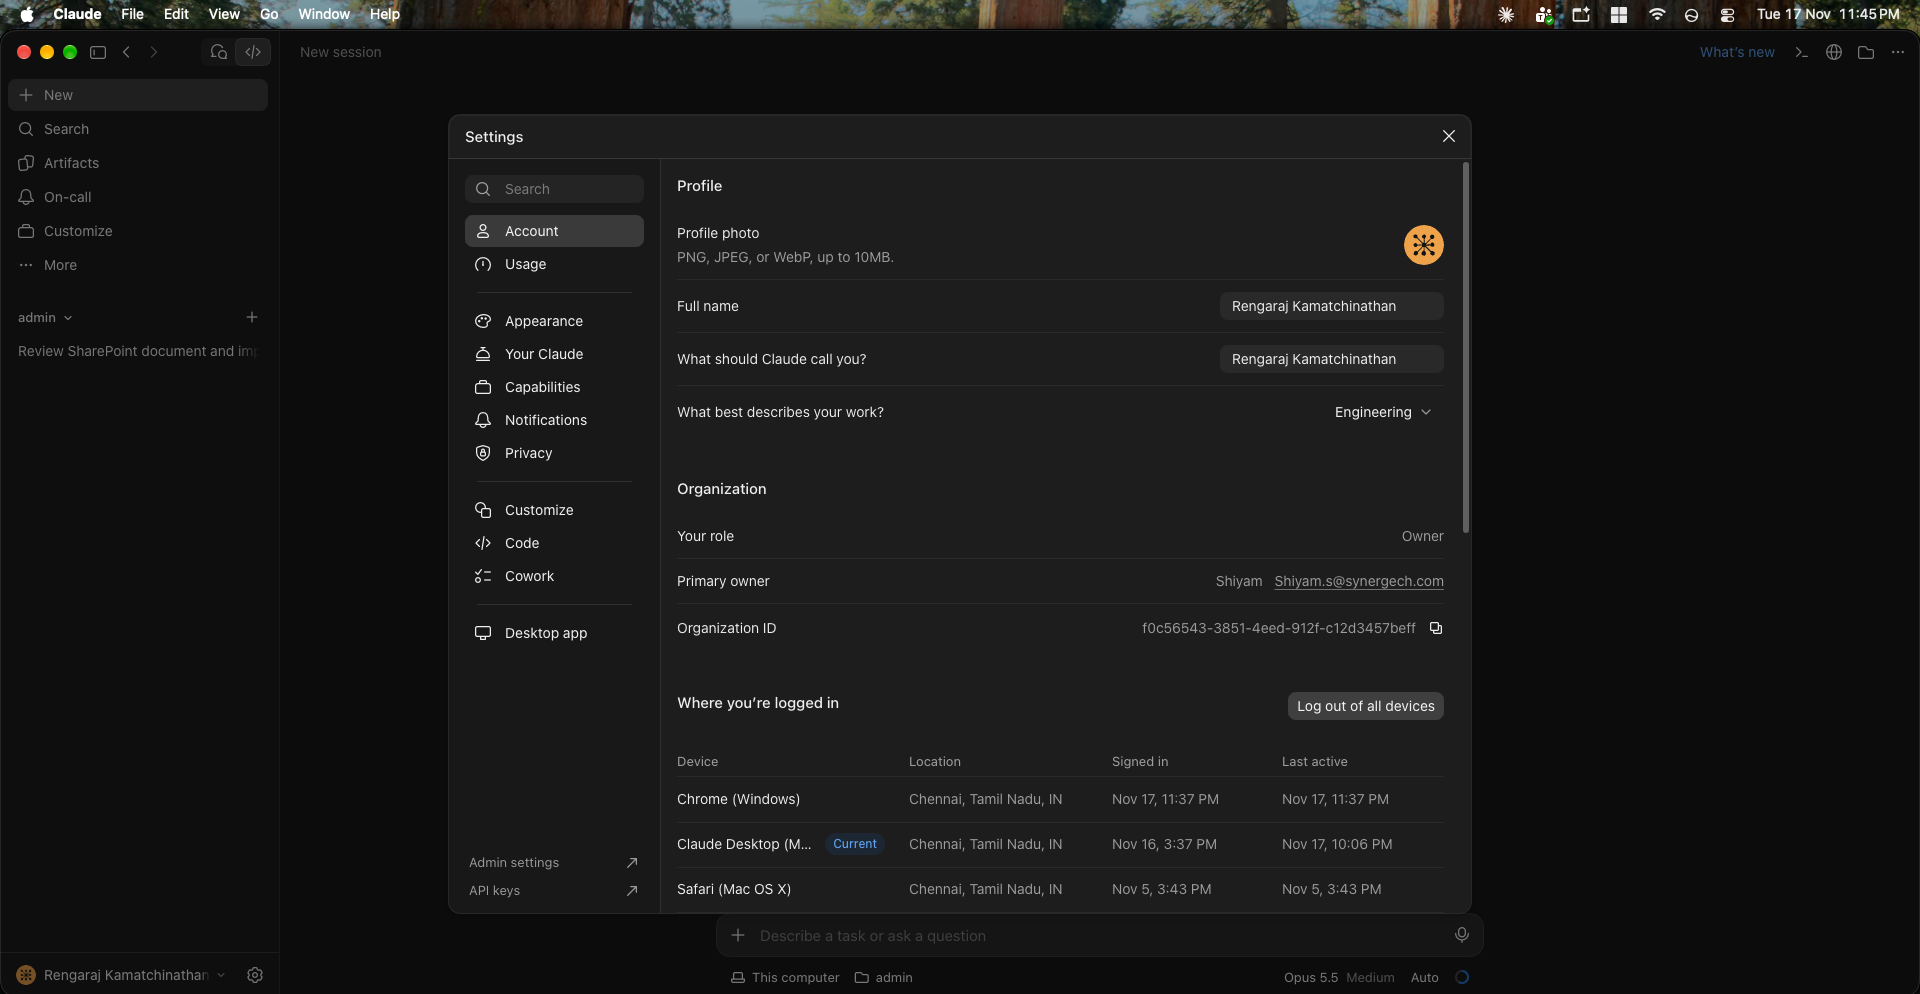 Claude File Edit View Go Window Help Tue 17 Nov 11:45 PM
New session
What's new
New
Search
Artifacts
On-call
Customize
More
admin
Review SharePoint document and imp
Rengaraj Kamatchinathan
Settings
Search
Account
Usage
Appearance
Your Claude
Capabilities
Notifications
Privacy
Customize
Code
Cowork
Desktop app
Admin settings
API keys
Profile
Profile photo
PNG, JPEG, or WebP, up to 10MB.
Full name Rengaraj Kamatchinathan
What should Claude call you? Rengaraj Kamatchinathan
What best describes your work? Engineering
Organization
Your role Owner
Primary owner Shiyam Shiyam.s@synergech.com
Organization ID f0c56543-3851-4eed-912f-c12d3457beff
Where you're logged in Log out of all devices
Device Location Signed in Last active
Chrome (Windows) Chennai, Tamil Nadu, IN Nov 17, 11:37 PM Nov 17, 11:37 PM
Claude Desktop (M... Current Chennai, Tamil Nadu, IN Nov 16, 3:37 PM Nov 17, 10:06 PM
Safari (Mac OS X) Chennai, Tamil Nadu, IN Nov 5, 3:43 PM Nov 5, 3:43 PM
Describe a task or ask a question
This computer admin Opus 5.5 Medium Auto